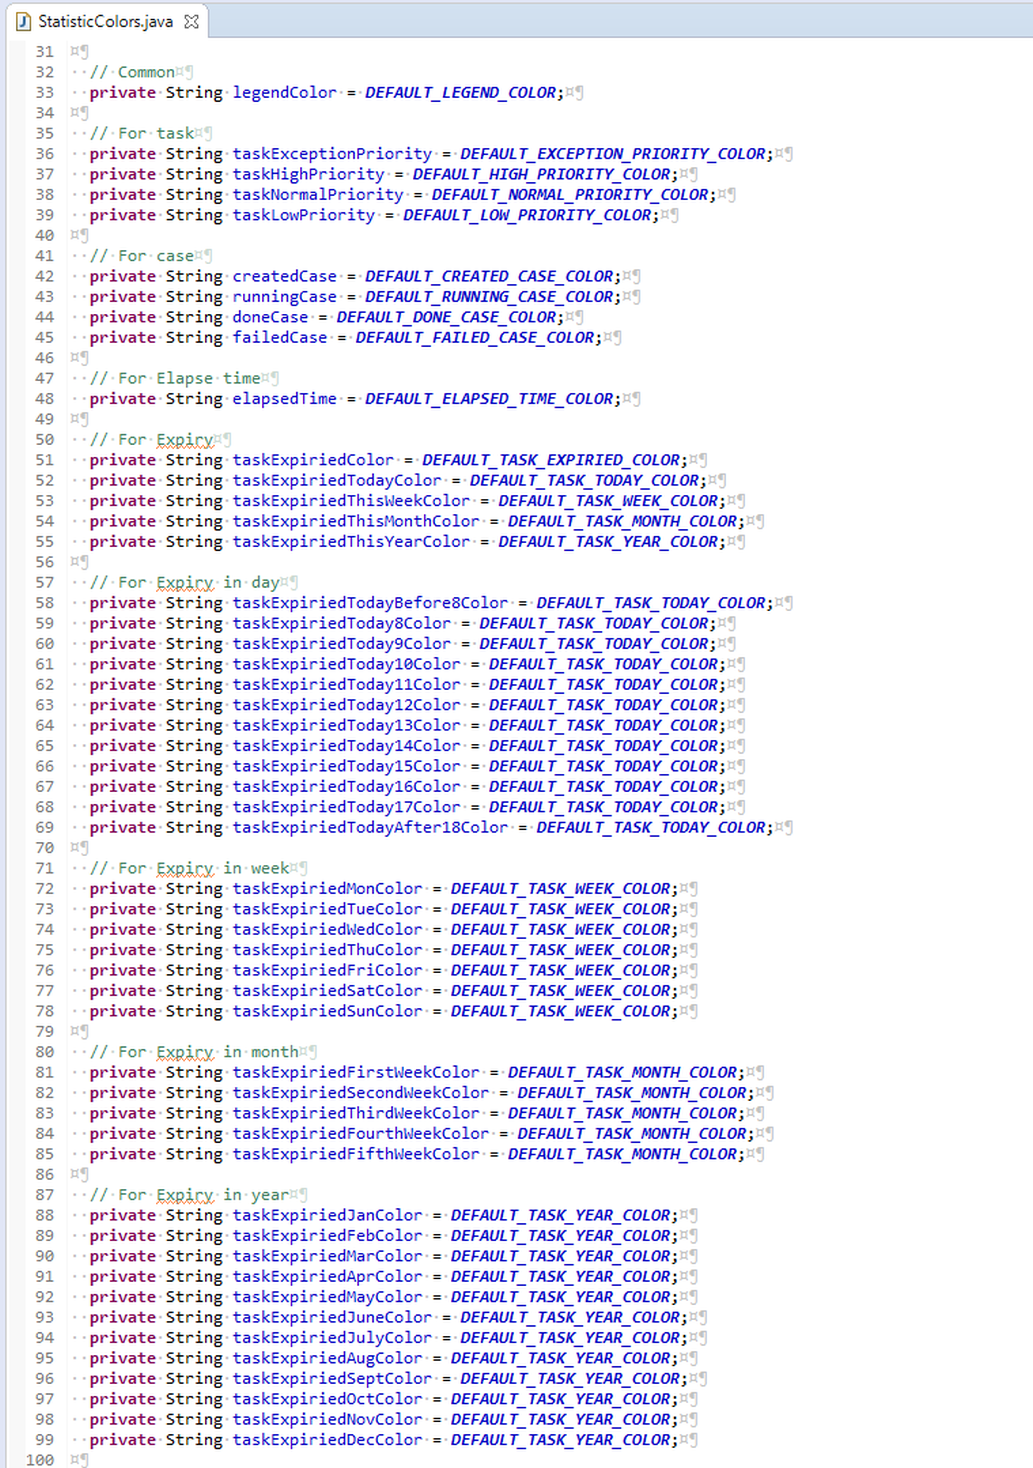 StatisticColors.java
31
32 // Common
33 private String legendColor = DEFAULT_LEGEND_COLOR;
34
35 // For task
36 private String taskExceptionPriority = DEFAULT_EXCEPTION_PRIORITY_COLOR;
37 private String taskHighPriority = DEFAULT_HIGH_PRIORITY_COLOR;
38 private String taskNormalPriority = DEFAULT_NORMAL_PRIORITY_COLOR;
39 private String taskLowPriority = DEFAULT_LOW_PRIORITY_COLOR;
40
41 // For case
42 private String createdCase = DEFAULT_CREATED_CASE_COLOR;
43 private String runningCase = DEFAULT_RUNNING_CASE_COLOR;
44 private String doneCase = DEFAULT_DONE_CASE_COLOR;
45 private String failedCase = DEFAULT_FAILED_CASE_COLOR;
46
47 // For Elapse time
48 private String elapsedTime = DEFAULT_ELAPSED_TIME_COLOR;
49
50 // For Expiry
51 private String taskExpiriedColor = DEFAULT_TASK_EXPIRIED_COLOR;
52 private String taskExpiriedTodayColor = DEFAULT_TASK_TODAY_COLOR;
53 private String taskExpiriedThisWeekColor = DEFAULT_TASK_WEEK_COLOR;
54 private String taskExpiriedThisMonthColor = DEFAULT_TASK_MONTH_COLOR;
55 private String taskExpiriedThisYearColor = DEFAULT_TASK_YEAR_COLOR;
56
57 // For Expiry in day
58 private String taskExpiriedTodayBefore8Color = DEFAULT_TASK_TODAY_COLOR;
59 private String taskExpiriedToday8Color = DEFAULT_TASK_TODAY_COLOR;
60 private String taskExpiriedToday9Color = DEFAULT_TASK_TODAY_COLOR;
61 private String taskExpiriedToday10Color = DEFAULT_TASK_TODAY_COLOR;
62 private String taskExpiriedToday11Color = DEFAULT_TASK_TODAY_COLOR;
63 private String taskExpiriedToday12Color = DEFAULT_TASK_TODAY_COLOR;
64 private String taskExpiriedToday13Color = DEFAULT_TASK_TODAY_COLOR;
65 private String taskExpiriedToday14Color = DEFAULT_TASK_TODAY_COLOR;
66 private String taskExpiriedToday15Color = DEFAULT_TASK_TODAY_COLOR;
67 private String taskExpiriedToday16Color = DEFAULT_TASK_TODAY_COLOR;
68 private String taskExpiriedToday17Color = DEFAULT_TASK_TODAY_COLOR;
69 private String taskExpiriedTodayAfter18Color = DEFAULT_TASK_TODAY_COLOR;
70
71 // For Expiry in week
72 private String taskExpiriedMonColor = DEFAULT_TASK_WEEK_COLOR;
73 private String taskExpiriedTueColor = DEFAULT_TASK_WEEK_COLOR;
74 private String taskExpiriedWedColor = DEFAULT_TASK_WEEK_COLOR;
75 private String taskExpiriedThuColor = DEFAULT_TASK_WEEK_COLOR;
76 private String taskExpiriedFriColor = DEFAULT_TASK_WEEK_COLOR;
77 private String taskExpiriedSatColor = DEFAULT_TASK_WEEK_COLOR;
78 private String taskExpiriedSunColor = DEFAULT_TASK_WEEK_COLOR;
79
80 // For Expiry in month
81 private String taskExpiriedFirstWeekColor = DEFAULT_TASK_MONTH_COLOR;
82 private String taskExpiriedSecondWeekColor = DEFAULT_TASK_MONTH_COLOR;
83 private String taskExpiriedThirdWeekColor = DEFAULT_TASK_MONTH_COLOR;
84 private String taskExpiriedFourthWeekColor = DEFAULT_TASK_MONTH_COLOR;
85 private String taskExpiriedFifthWeekColor = DEFAULT_TASK_MONTH_COLOR;
86
87 // For Expiry in year
88 private String taskExpiriedJanColor = DEFAULT_TASK_YEAR_COLOR;
89 private String taskExpiriedFebColor = DEFAULT_TASK_YEAR_COLOR;
90 private String taskExpiriedMarColor = DEFAULT_TASK_YEAR_COLOR;
91 private String taskExpiriedAprColor = DEFAULT_TASK_YEAR_COLOR;
92 private String taskExpiriedMayColor = DEFAULT_TASK_YEAR_COLOR;
93 private String taskExpiriedJuneColor = DEFAULT_TASK_YEAR_COLOR;
94 private String taskExpiriedJulyColor = DEFAULT_TASK_YEAR_COLOR;
95 private String taskExpiriedAugColor = DEFAULT_TASK_YEAR_COLOR;
96 private String taskExpiriedSeptColor = DEFAULT_TASK_YEAR_COLOR;
97 private String taskExpiriedOctColor = DEFAULT_TASK_YEAR_COLOR;
98 private String taskExpiriedNovColor = DEFAULT_TASK_YEAR_COLOR;
99 private String taskExpiriedDecColor = DEFAULT_TASK_YEAR_COLOR;
100